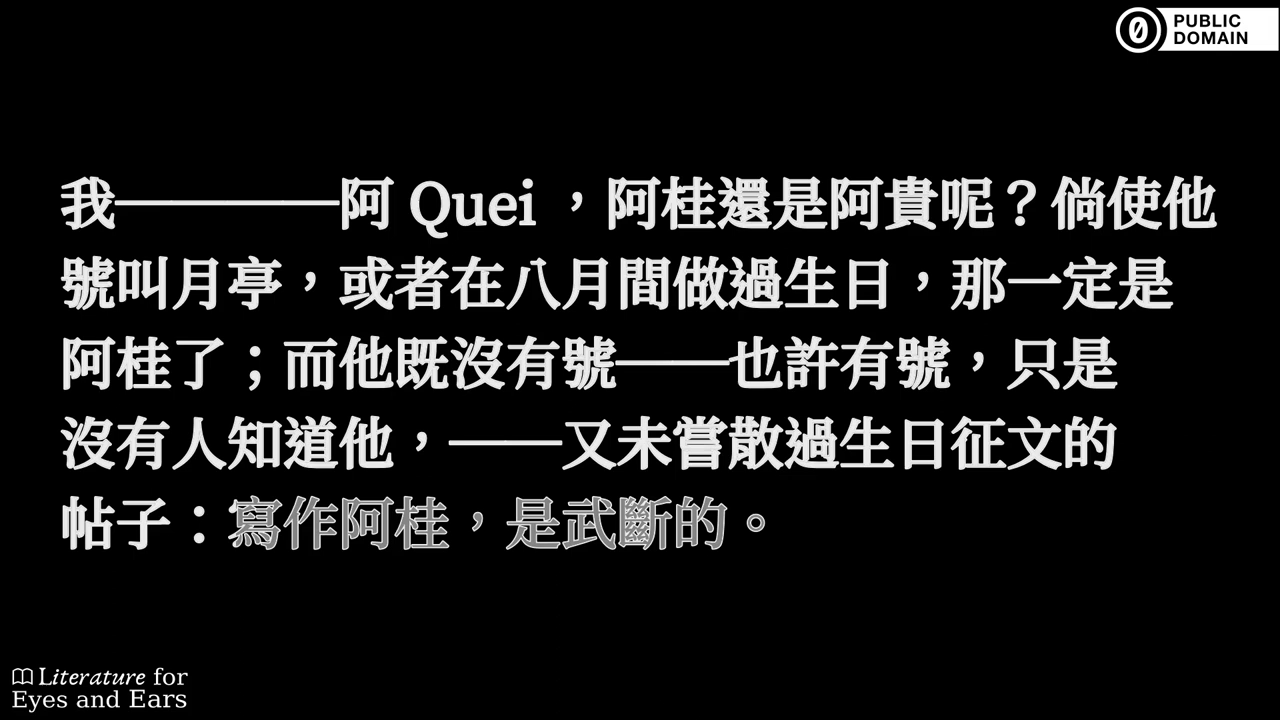 PUBLIC
DOMAIN
我————阿 Quei ，阿桂還是阿貴呢？倘使他
號叫月亭，或者在八月間做過生日，那一定是
阿桂了；而他既沒有號——也許有號，只是
沒有人知道他，——又未嘗散過生日征文的
帖子：寫作阿桂，是武斷的。
Literature for
Eyes and Ears